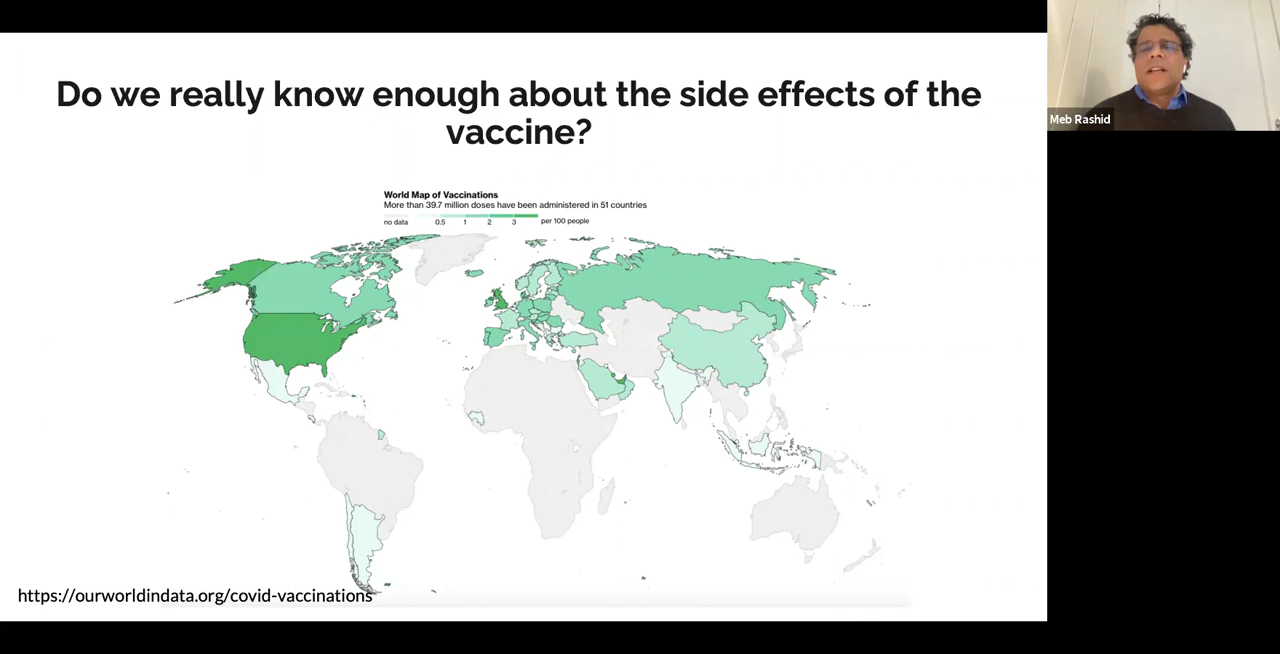 Do we really know enough about the side effects of the
vaccine?
World Map of Vaccinations
More than 39.7 million doses have been administered in 51 countries
no data 0.5 1 2 3 per 100 people
https://ourworldindata.org/covid-vaccinations
Meb Rashid